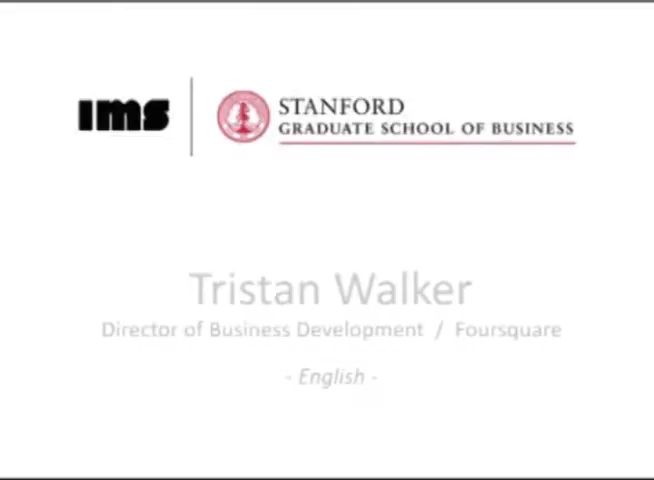 IMS
STANFORD
GRADUATE SCHOOL OF BUSINESS
Tristan Walker
Director of Business Development / Foursquare
- English -